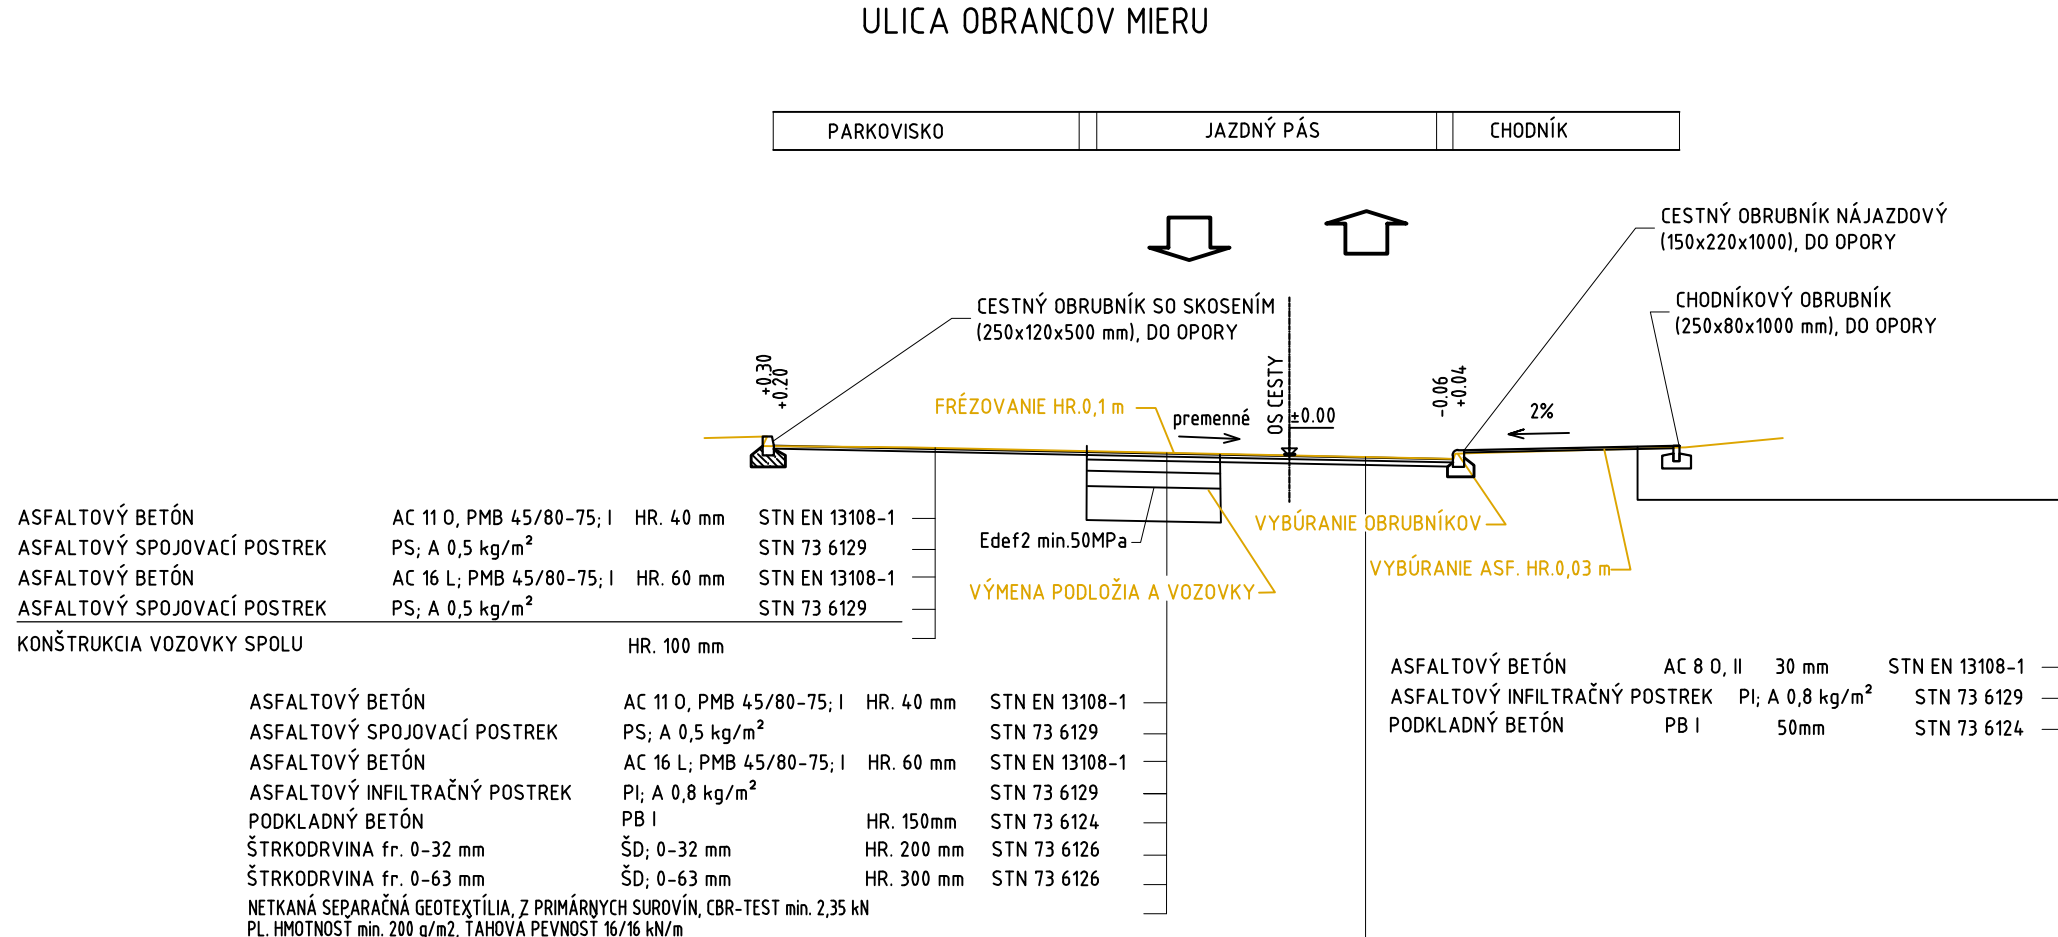 ULICA OBRANCOV MIERU
PARKOVISKO JAZDNÝ PÁS CHODNÍK
CESTNÝ OBRUBNÍK NÁJAZDOVÝ
(150x220x1000), DO OPORY
CESTNÝ OBRUBNÍK SO SKOSENÍM
(250x120x500 mm), DO OPORY
CHODNÍKOVÝ OBRUBNÍK
(250x80x1000 mm), DO OPORY
+0.30
+0.20
FRÉZOVANIE HR.0,1 m
premenné
OS CESTY
±0.00
-0.06
+0.04
2%
VYBÚRANIE OBRUBNÍKOV
Edef2 min.50MPa
VYBÚRANIE ASF. HR.0,03 m
VÝMENA PODLOŽIA A VOZOVKY
ASFALTOVÝ BETÓN AC 11 O, PMB 45/80-75; I HR. 40 mm STN EN 13108-1
ASFALTOVÝ SPOJOVACÍ POSTREK PS; A 0,5 kg/m² STN 73 6129
ASFALTOVÝ BETÓN AC 16 L; PMB 45/80-75; I HR. 60 mm STN EN 13108-1
ASFALTOVÝ SPOJOVACÍ POSTREK PS; A 0,5 kg/m² STN 73 6129
KONŠTRUKCIA VOZOVKY SPOLU HR. 100 mm
ASFALTOVÝ BETÓN AC 11 O, PMB 45/80-75; I HR. 40 mm STN EN 13108-1
ASFALTOVÝ SPOJOVACÍ POSTREK PS; A 0,5 kg/m² STN 73 6129
ASFALTOVÝ BETÓN AC 16 L; PMB 45/80-75; I HR. 60 mm STN EN 13108-1
ASFALTOVÝ INFILTRAČNÝ POSTREK PI; A 0,8 kg/m² STN 73 6129
PODKLADNÝ BETÓN PB I HR. 150mm STN 73 6124
ŠTRKODRVINA fr. 0-32 mm ŠD; 0-32 mm HR. 200 mm STN 73 6126
ŠTRKODRVINA fr. 0-63 mm ŠD; 0-63 mm HR. 300 mm STN 73 6126
NETKANÁ SEPARAČNÁ GEOTEXTÍLIA, Z PRIMÁRNYCH SUROVÍN, CBR-TEST min. 2,35 kN
PL. HMOTNOSŤ min. 200 g/m2, ŤAHOVÁ PEVNOSŤ 16/16 kN/m
ASFALTOVÝ BETÓN AC 8 O, II 30 mm STN EN 13108-1
ASFALTOVÝ INFILTRAČNÝ POSTREK PI; A 0,8 kg/m² STN 73 6129
PODKLADNÝ BETÓN PB I 50mm STN 73 6124